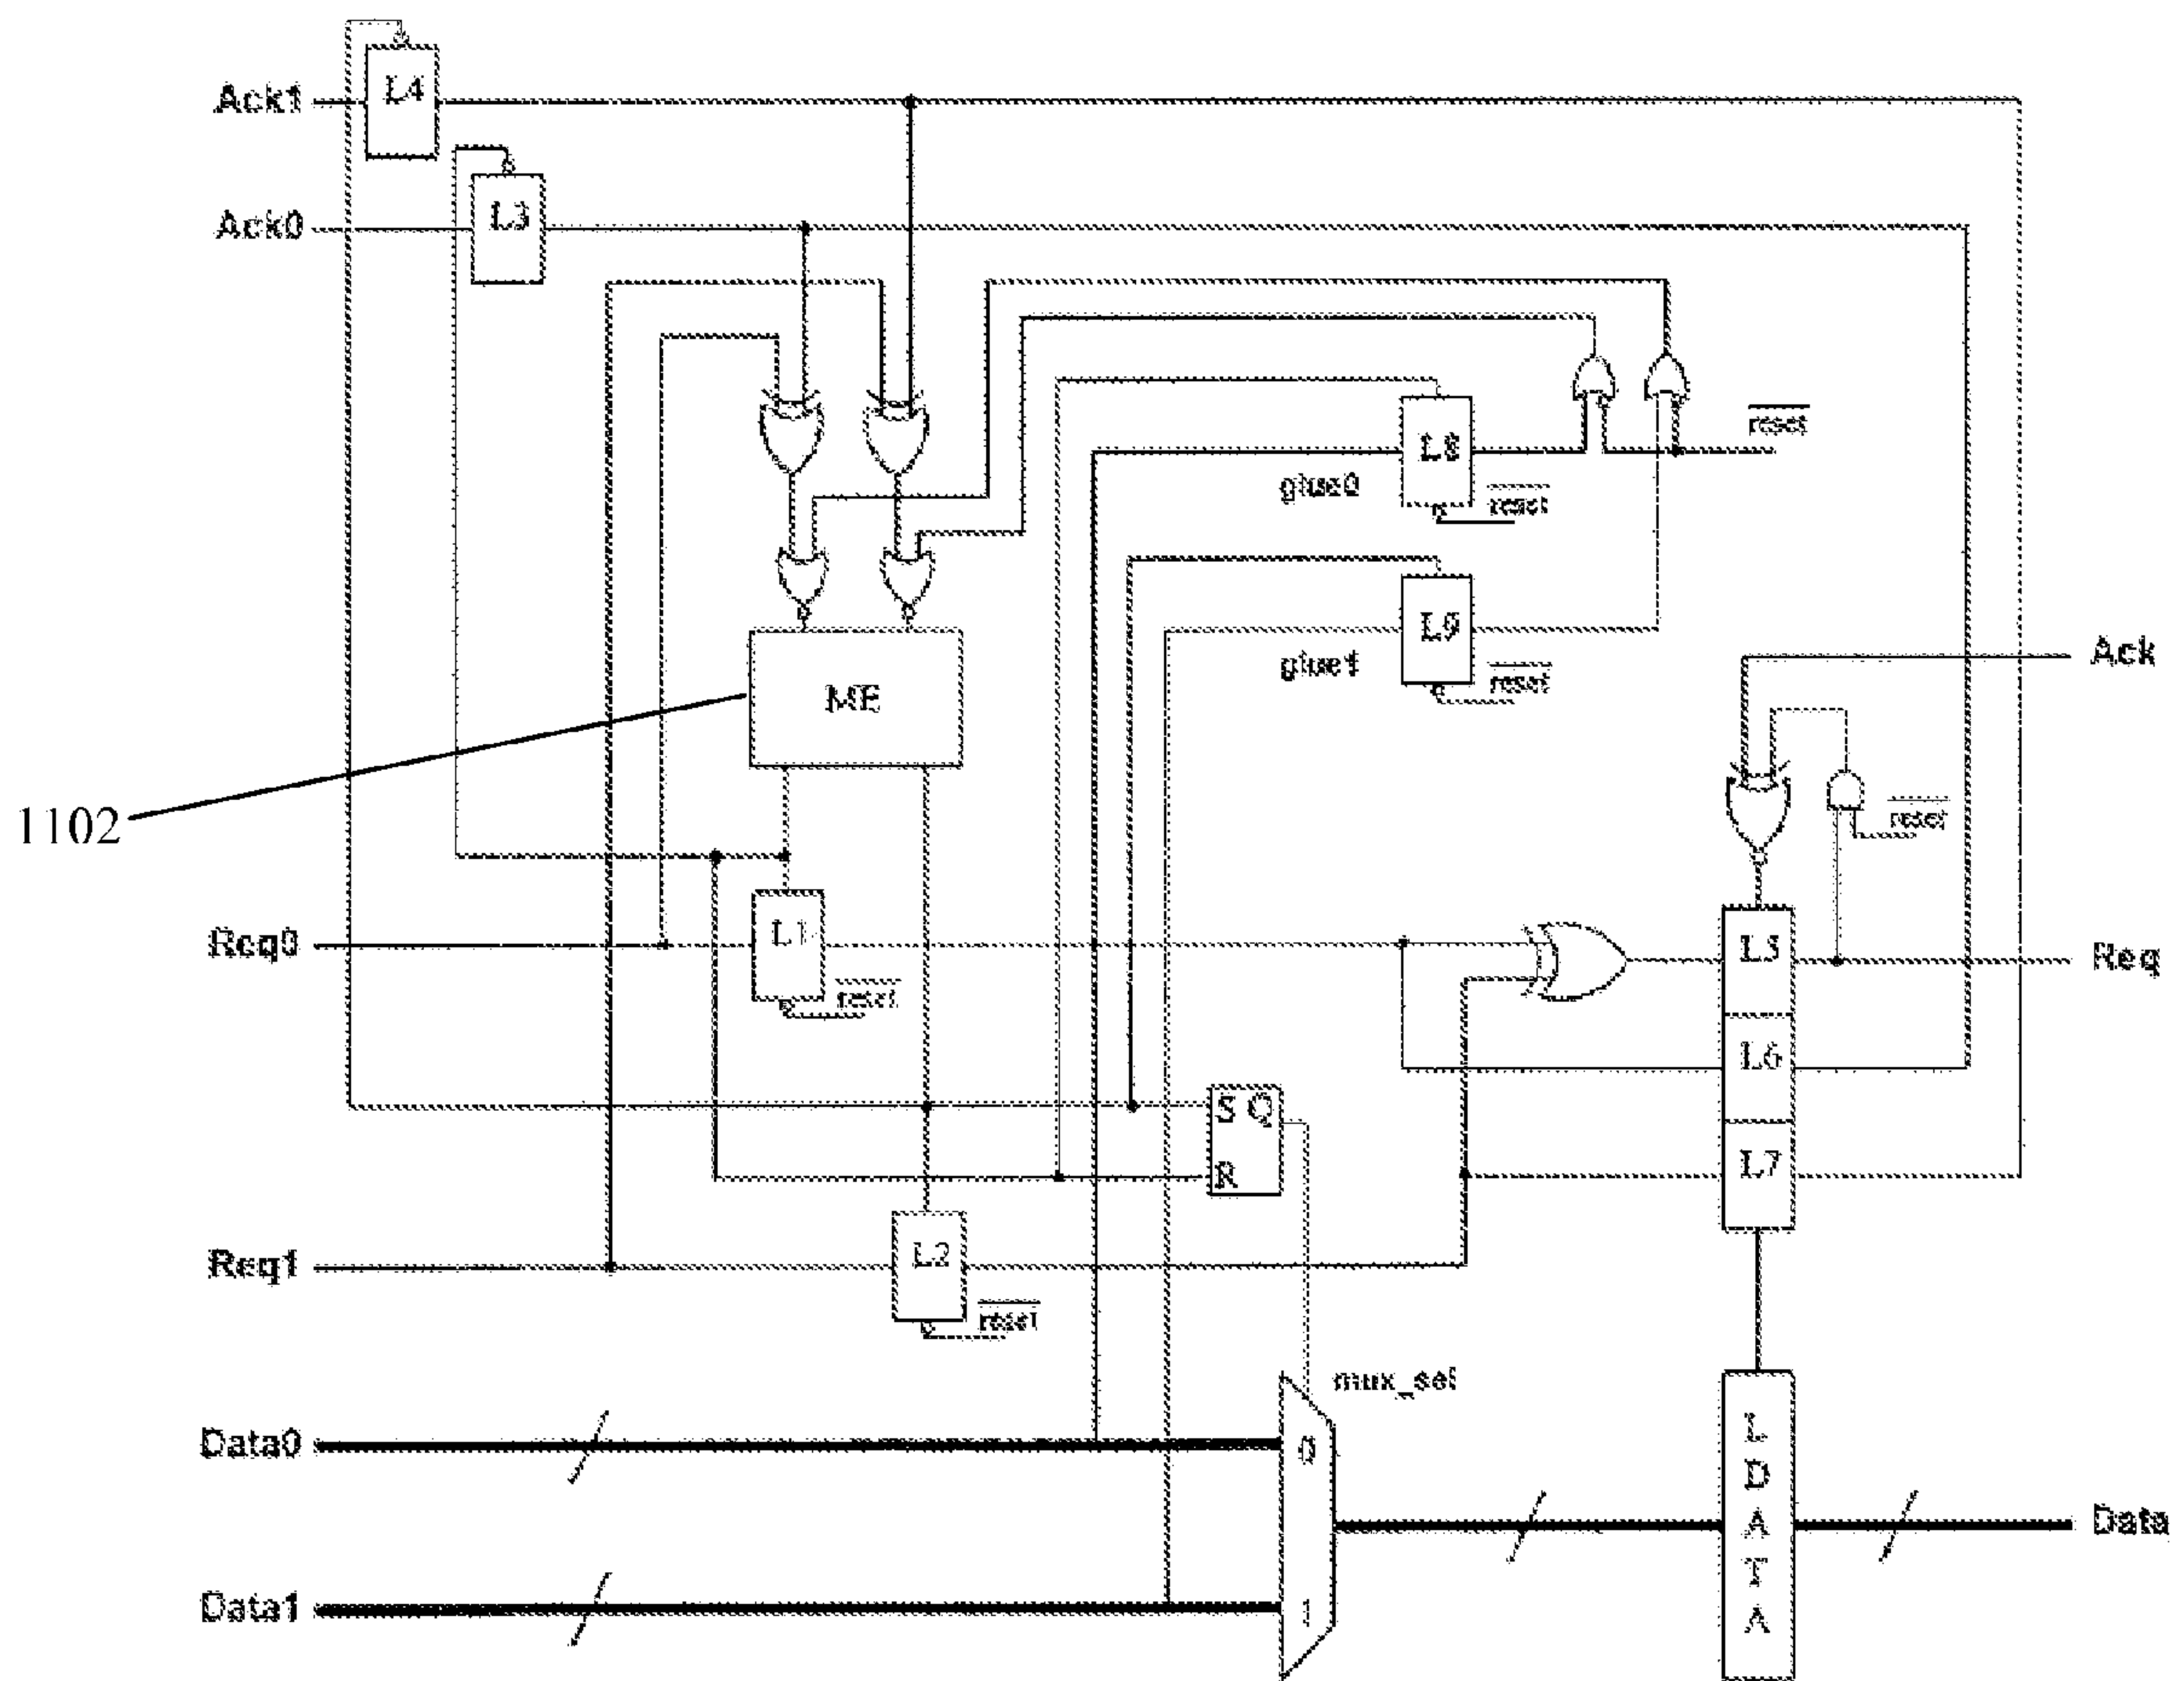 Ack1
L4
Ack0
L3
reset
L8
glue0
reset
L9
glue1
reset
Ack
ME
1102
reset
Req0
L1
reset
L5
Req
L6
S Q
R
L7
Req1
L2
reset
mux_sel
Data0
0
L
D
A
T
A
Data
Data1
1